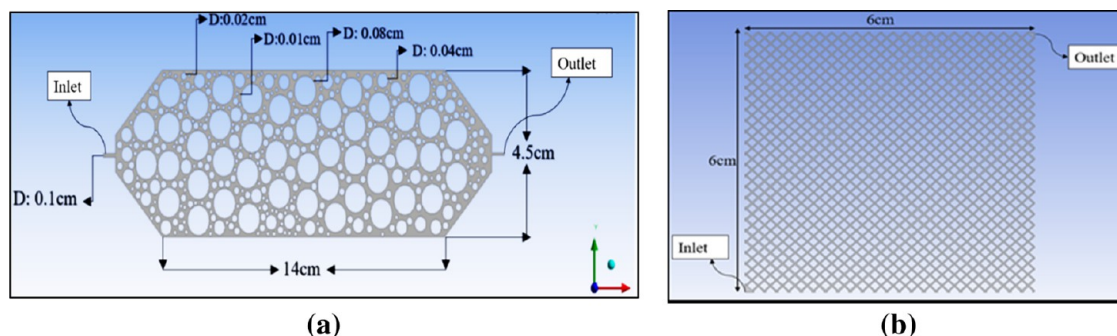 D:0.02cm
D:0.01cm
D: 0.08cm
D: 0.04cm
Inlet
Outlet
4.5cm
D: 0.1cm
14cm
(a)
6cm
Outlet
6cm
Inlet
(b)